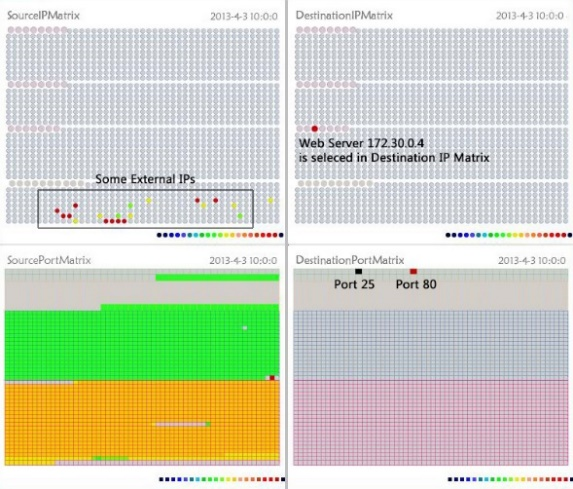 SourceIPMatrix
2013-4-3 10:0:0
Some External IPs
DestinationIPMatrix
2013-4-3 10:0:0
Web Server 172.30.0.4
is seleced in Destination IP Matrix
SourcePortMatrix
2013-4-3 10:0:0
DestinationPortMatrix
2013-4-3 10:0:0
Port 25
Port 80